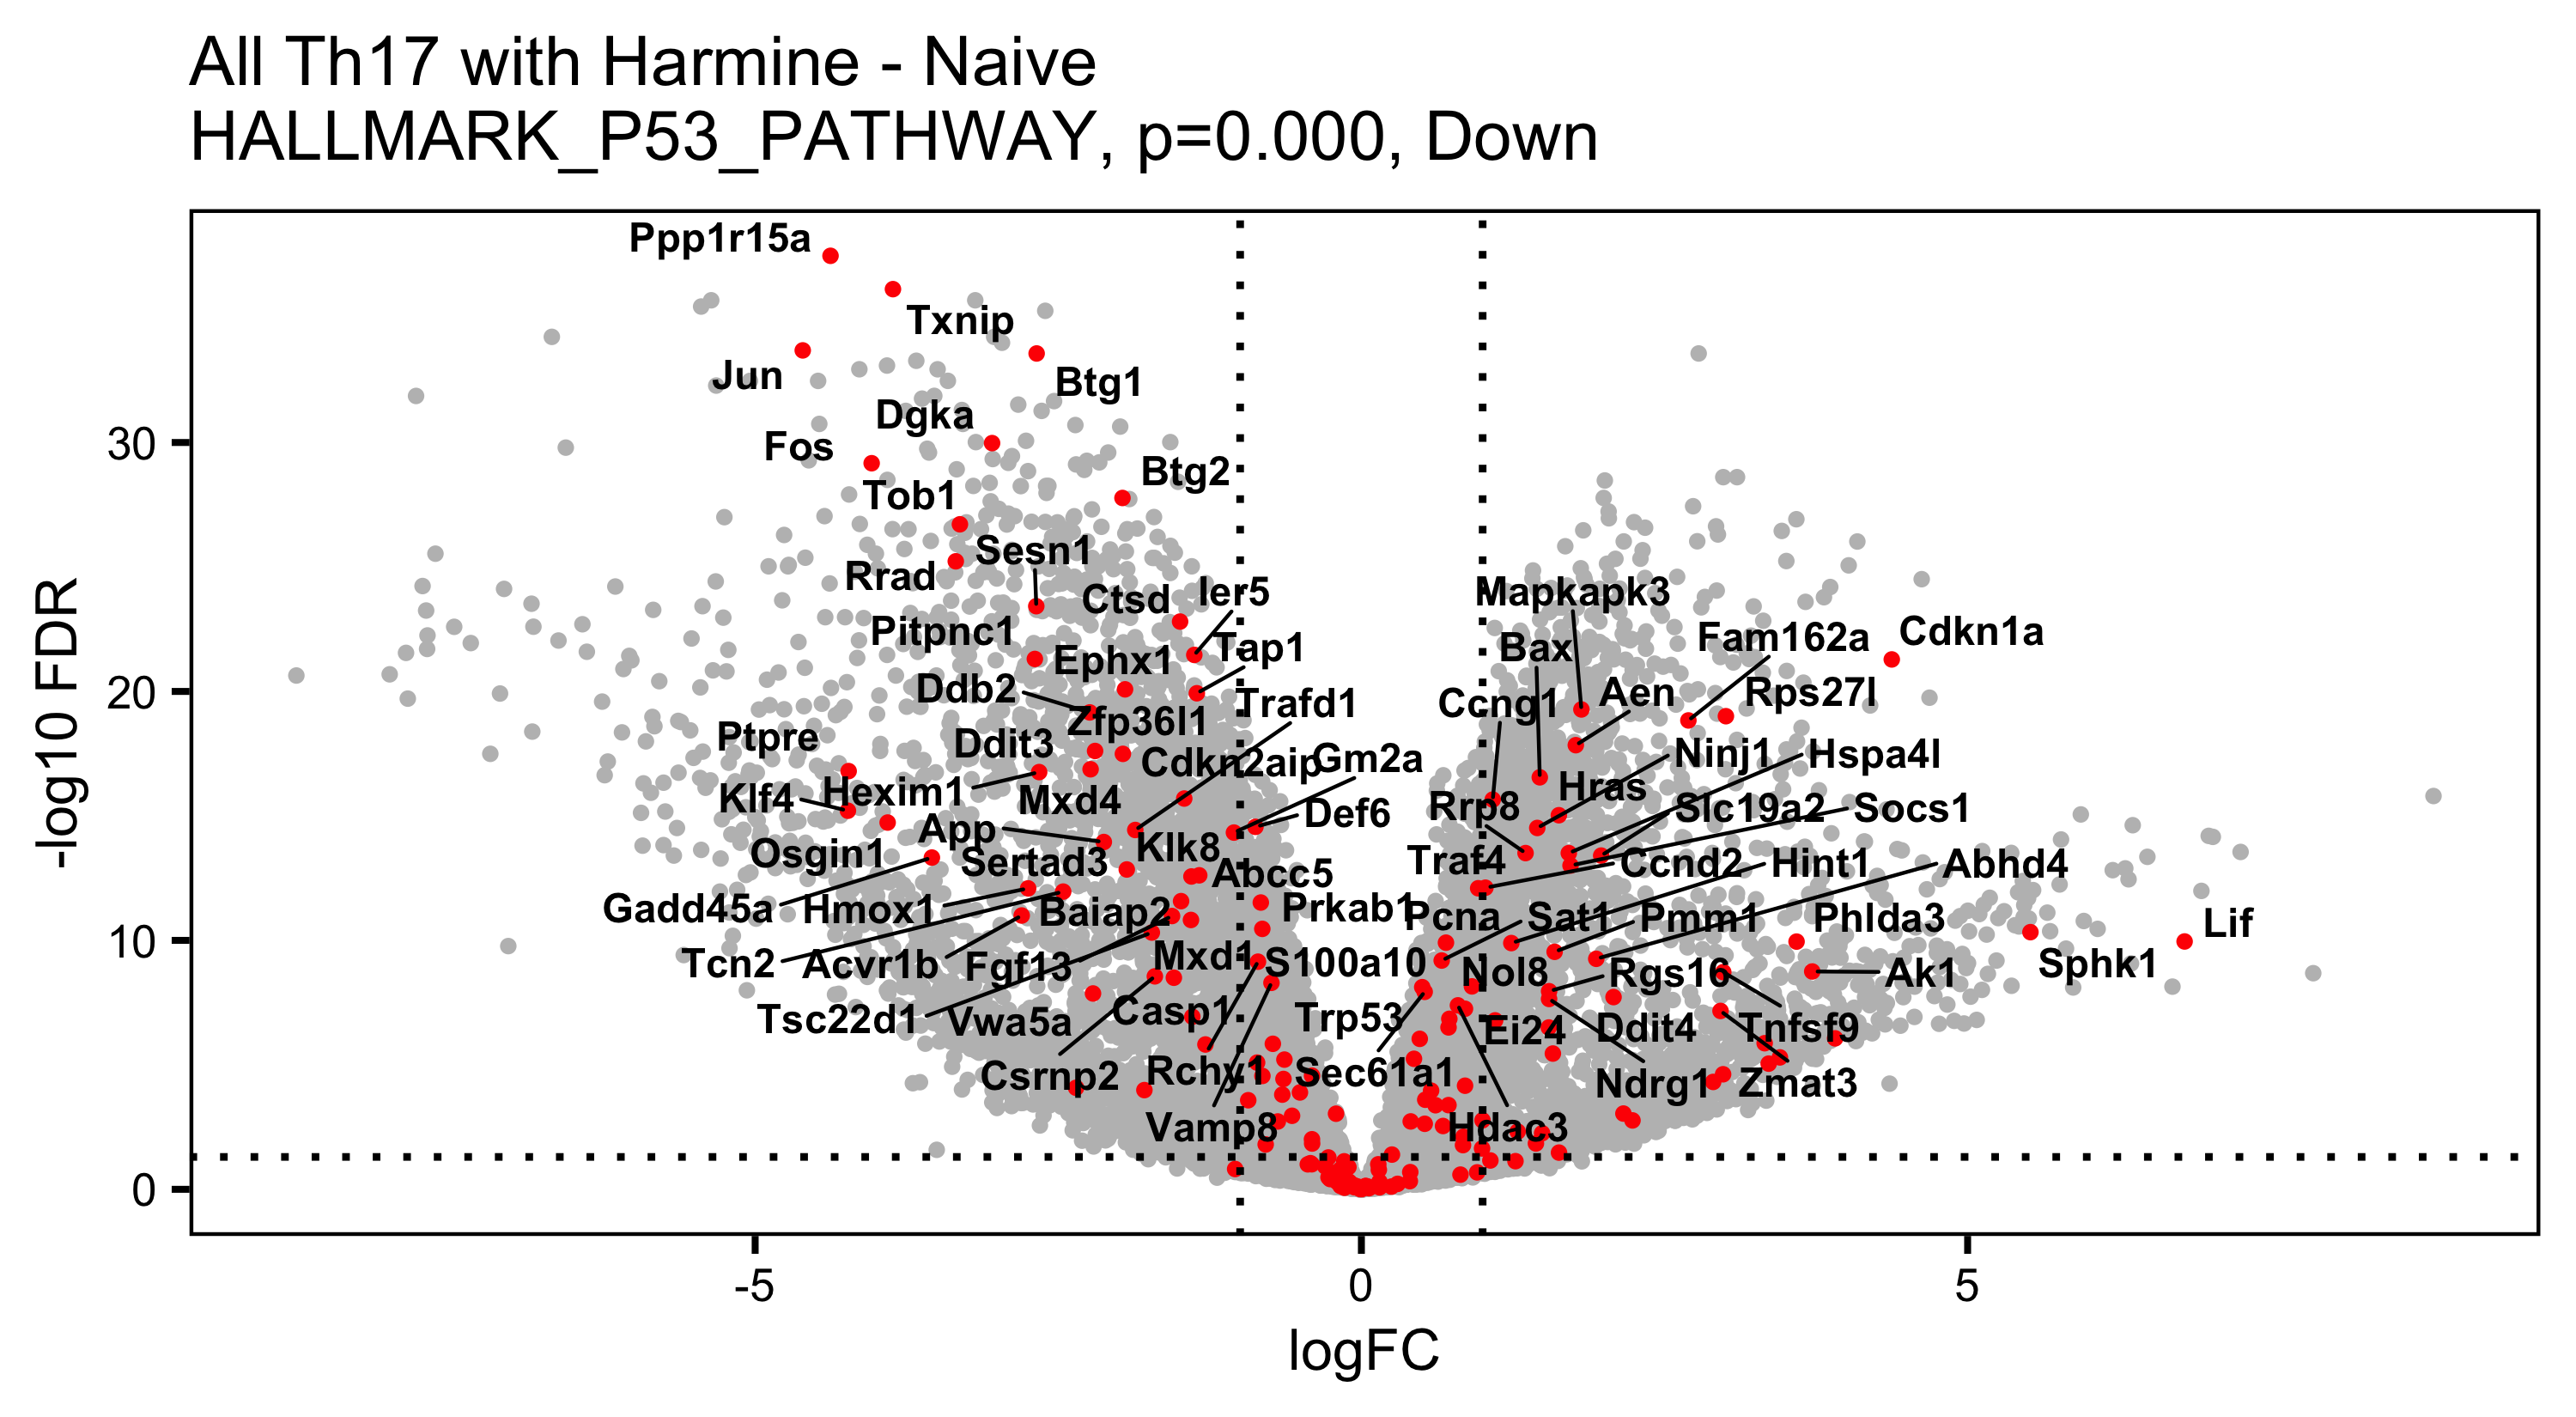 All Th17 with Harmine - Naive
HALLMARK_P53_PATHWAY, p=0.000, Down
Ppp1r15a
Txnip
Jun
Btg1
Dgka
Fos
Btg2
Tob1
Sesn1
Rrad
Ctsd
Ier5
Mapkapk3
Pitpnc1
Tap1
Bax
Fam162a
Cdkn1a
Ephx1
Ddb2
Trafd1
Ccng1
Aen
Rps27l
Zfp36l1
Ptpre
Ddit3
Cdkn2aip
Gm2a
Ninj1
Hspa4l
Klf4
Hexim1
Mxd4
Hras
Rrp8
Def6
Slc19a2
Socs1
App
Klk8
Osgin1
Sertad3
Abcc5
Traf4
Ccnd2
Hint1
Abhd4
Gadd45a
Hmox1
Baiap2
Prkab1
Pcna
Sat1
Pmm1
Phlda3
Lif
Tcn2
Acvr1b
Fgf13
Mxd1
S100a10
Nol8
Rgs16
Ak1
Sphk1
Tsc22d1
Vwa5a
Casp1
Trp53
Ei24
Ddit4
Tnfsf9
Csrnp2
Rchy1
Sec61a1
Ndrg1
Zmat3
Vamp8
Hdac3
-log10 FDR
30
20
10
0
-5
0
5
logFC